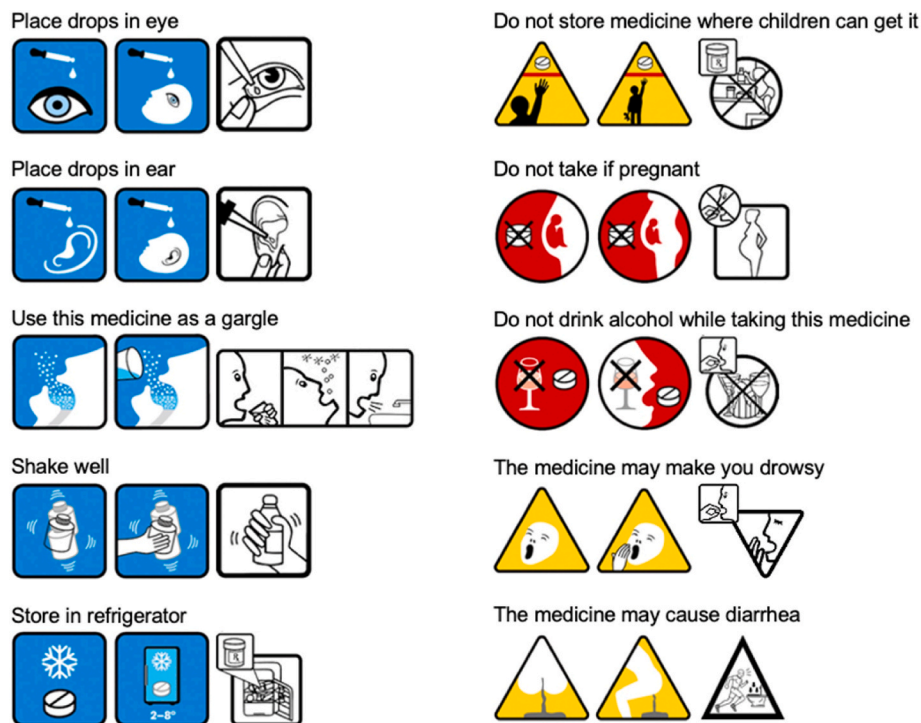 Place drops in eye
Place drops in ear
Use this medicine as a gargle
Shake well
Store in refrigerator
2–8°
Do not store medicine where children can get it
Do not take if pregnant
Do not drink alcohol while taking this medicine
The medicine may make you drowsy
The medicine may cause diarrhea